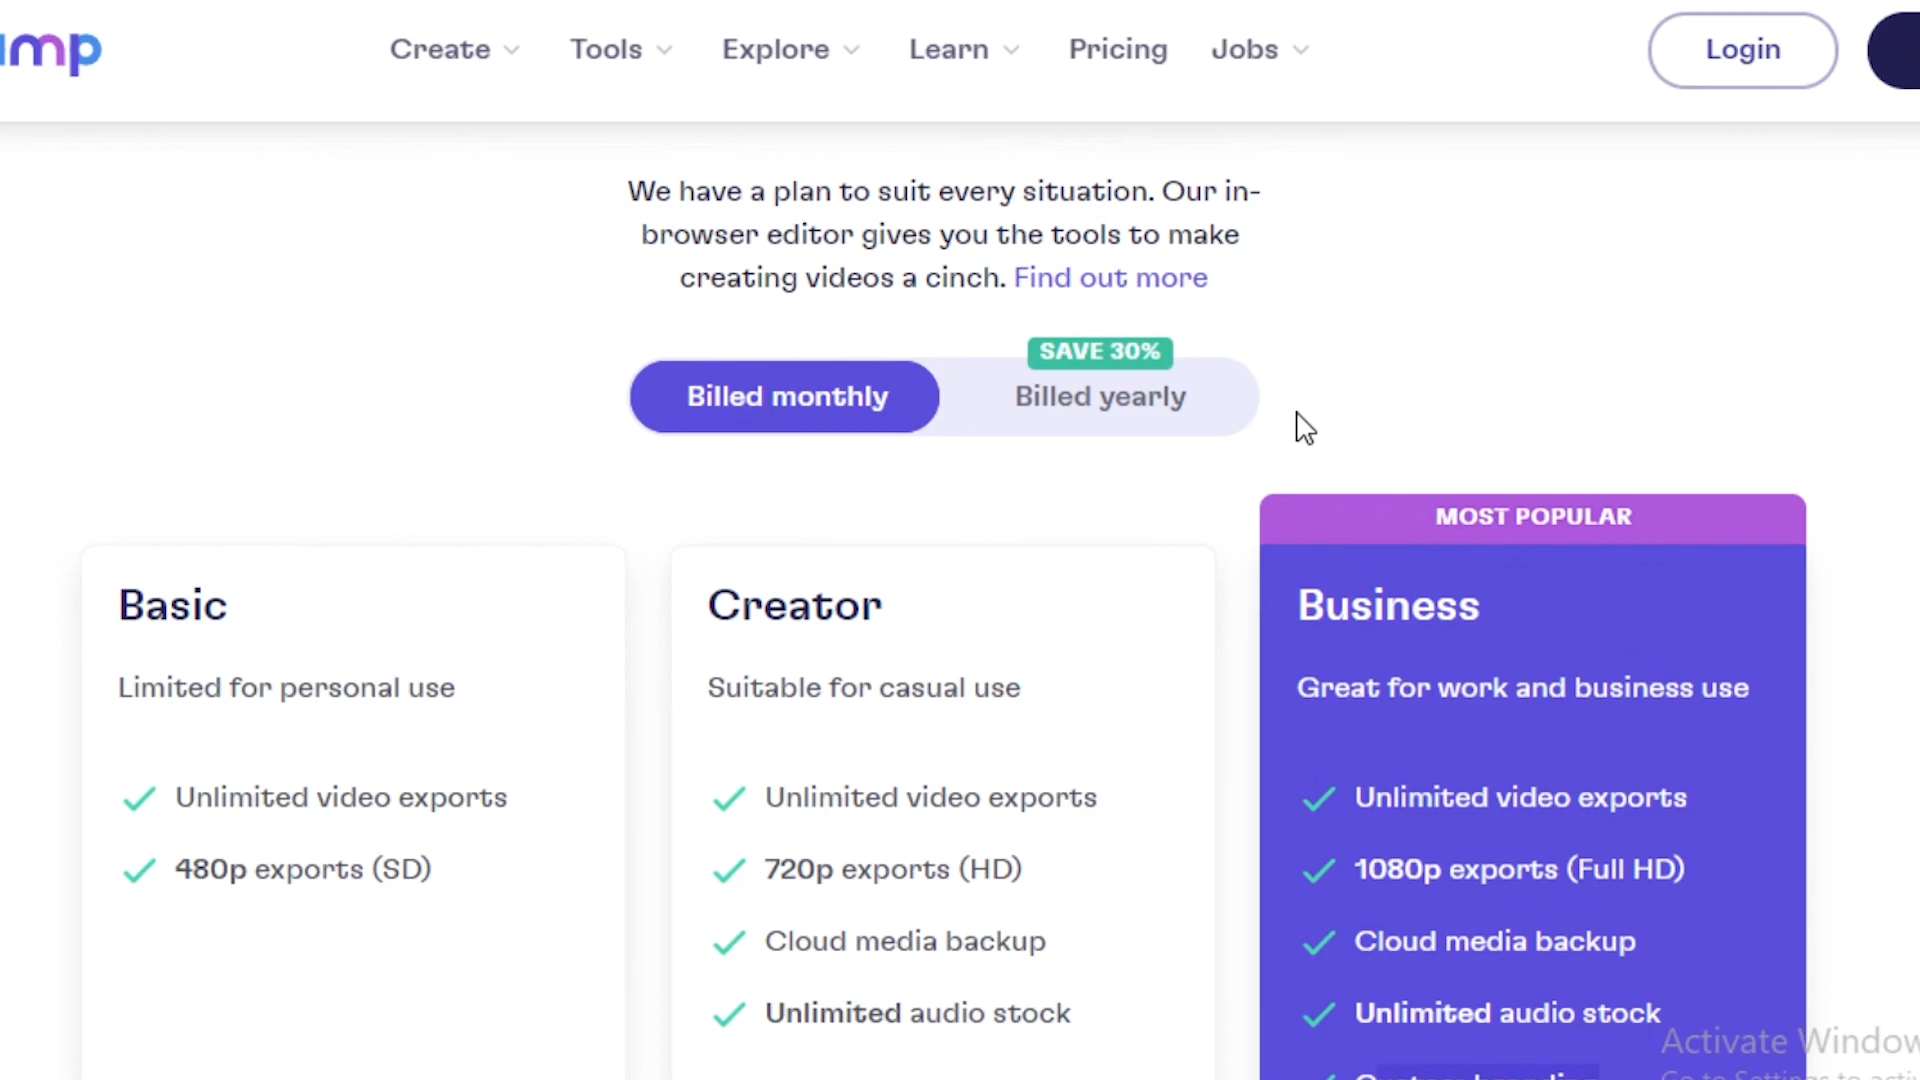 mp
Create Tools Explore Learn Pricing Jobs Login
We have a plan to suit every situation. Our in-
browser editor gives you the tools to make
creating videos a cinch. Find out more
SAVE 30%
Billed monthly Billed yearly
MOST POPULAR
Basic
Limited for personal use
Unlimited video exports
480p exports (SD)
Creator
Suitable for casual use
Unlimited video exports
720p exports (HD)
Cloud media backup
Unlimited audio stock
Business
Great for work and business use
Unlimited video exports
1080p exports (Full HD)
Cloud media backup
Unlimited audio stock
Activate Window